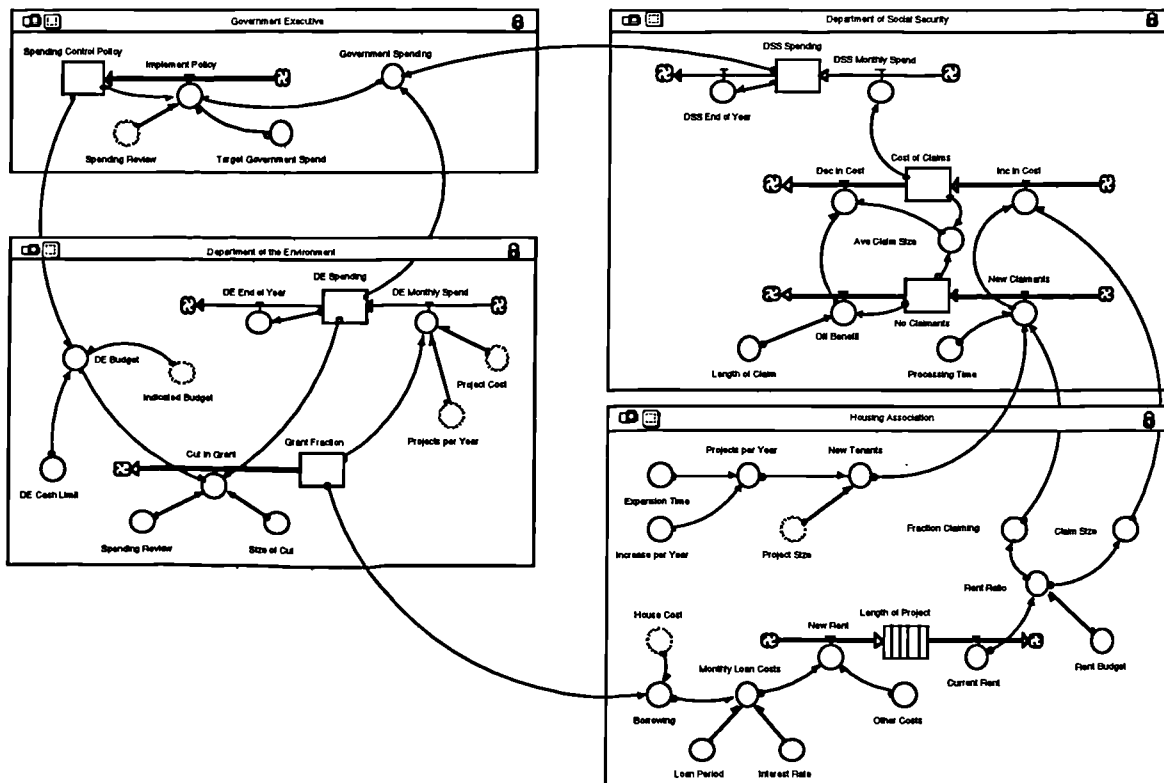 Government Executive
Spending Control Policy
Implement Policy
Government Spending
Spending Review
Target Government Spend
Department of the Environment
DE Spending
DE End of Year
DE Monthly Spend
DE Budget
Indicated Budget
Project Cost
Projects per Year
Grant Fraction
Cut in Grant
DE Cash Limit
Spending Review
Size of Cut
Department of Social Security
DSS Spending
DSS Monthly Spend
DSS End of Year
Cost of Claims
Dec in Cost
Inc in Cost
Ave Claim Size
New Claimants
No Claimants
Off Benefit
Length of Claim
Processing Time
Housing Association
Projects per Year
New Tenants
Expansion Time
Fraction Claiming
Claim Size
Increase per Year
Project Size
Rent Ratio
House Cost
New Rent
Length of Project
Monthly Loan Costs
Rent Budget
Current Rent
Borrowing
Other Costs
Loan Period
Interest Rate